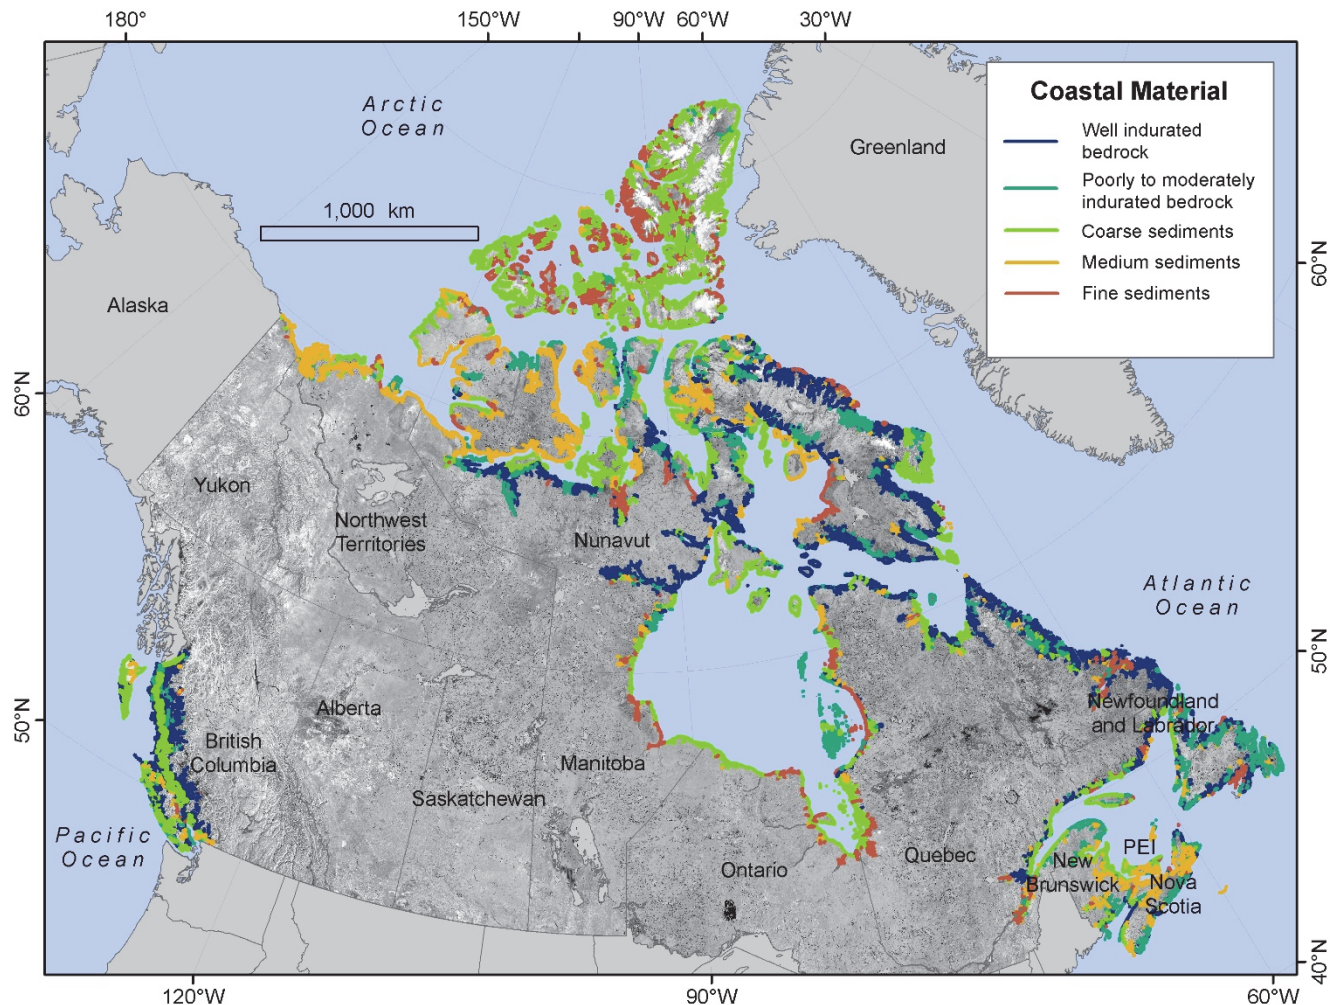 180°
150°W
90°W
60°W
30°W
Arctic
Ocean
Greenland
Coastal Material
Well indurated
bedrock
Poorly to moderately
indurated bedrock
Coarse sediments
Medium sediments
Fine sediments
1,000 km
Alaska
60°N
60°N
Yukon
Northwest
Territories
Nunavut
Atlantic
Ocean
50°N
50°N
Alberta
British
Columbia
Manitoba
Saskatchewan
Newfoundland
and Labrador
Pacific
Ocean
Ontario
Quebec
New
Brunswick
PEI
Nova
Scotia
40°N
120°W
90°W
60°W